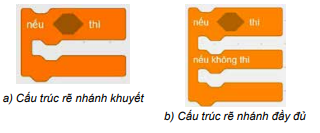 nếu thì
nếu thì
nếu không thì
a) Cấu trúc rẽ nhánh khuyết
b) Cấu trúc rẽ nhánh đầy đủ